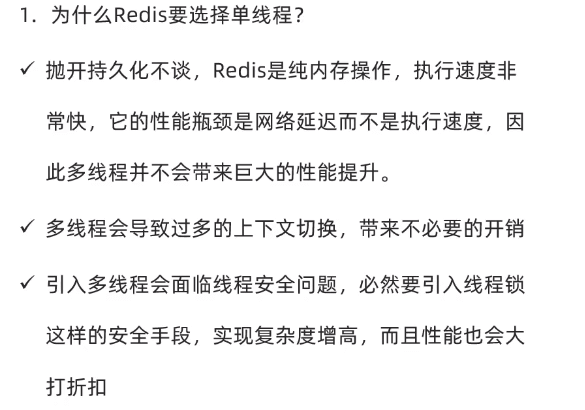 1. 为什么Redis要选择单线程？
✓ 抛开持久化不谈，Redis是纯内存操作，执行速度非
常快，它的性能瓶颈是网络延迟而不是执行速度，因
此多线程并不会带来巨大的性能提升。
✓ 多线程会导致过多的上下文切换，带来不必要的开销
✓ 引入多线程会面临线程安全问题，必然要引入线程锁
这样的安全手段，实现复杂度增高，而且性能也会大
打折扣